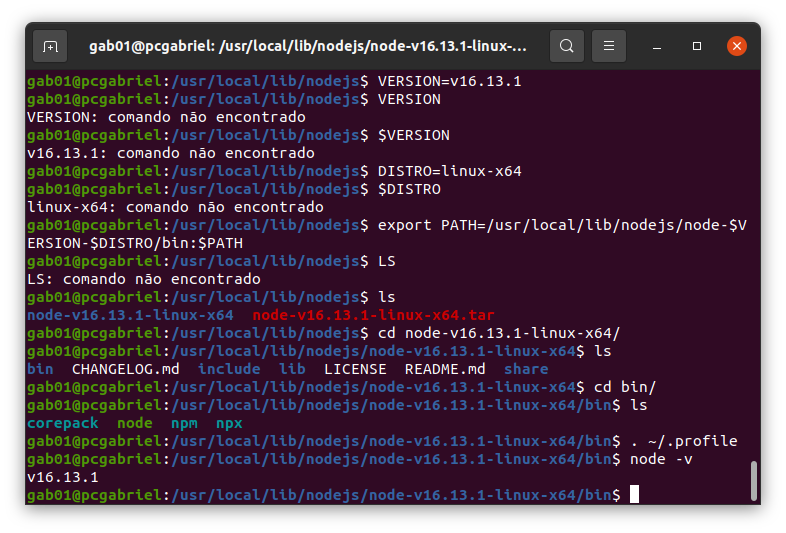 gab01@pcgabriel: /usr/local/lib/nodejs/node-v16.13.1-linux-...
gab01@pcgabriel:/usr/local/lib/nodejs$ VERSION=v16.13.1
gab01@pcgabriel:/usr/local/lib/nodejs$ VERSION
VERSION: comando não encontrado
gab01@pcgabriel:/usr/local/lib/nodejs$ $VERSION
v16.13.1: comando não encontrado
gab01@pcgabriel:/usr/local/lib/nodejs$ DISTRO=linux-x64
gab01@pcgabriel:/usr/local/lib/nodejs$ $DISTRO
linux-x64: comando não encontrado
gab01@pcgabriel:/usr/local/lib/nodejs$ export PATH=/usr/local/lib/nodejs/node-$V
ERSION-$DISTRO/bin:$PATH
gab01@pcgabriel:/usr/local/lib/nodejs$ LS
LS: comando não encontrado
gab01@pcgabriel:/usr/local/lib/nodejs$ ls
node-v16.13.1-linux-x64  node-v16.13.1-linux-x64.tar
gab01@pcgabriel:/usr/local/lib/nodejs$ cd node-v16.13.1-linux-x64/
gab01@pcgabriel:/usr/local/lib/nodejs/node-v16.13.1-linux-x64$ ls
bin  CHANGELOG.md  include  lib  LICENSE  README.md  share
gab01@pcgabriel:/usr/local/lib/nodejs/node-v16.13.1-linux-x64$ cd bin/
gab01@pcgabriel:/usr/local/lib/nodejs/node-v16.13.1-linux-x64/bin$ ls
corepack  node  npm  npx
gab01@pcgabriel:/usr/local/lib/nodejs/node-v16.13.1-linux-x64/bin$ . ~/.profile
gab01@pcgabriel:/usr/local/lib/nodejs/node-v16.13.1-linux-x64/bin$ node -v
v16.13.1
gab01@pcgabriel:/usr/local/lib/nodejs/node-v16.13.1-linux-x64/bin$